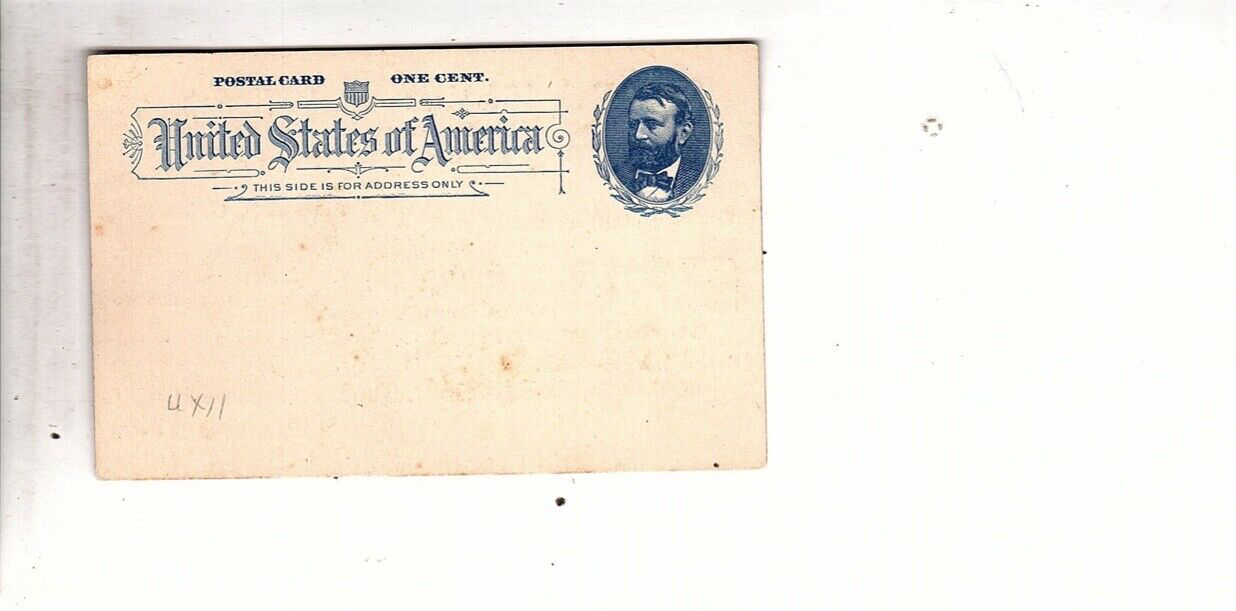 POSTAL CARD ONE CENT.
United States of America
THIS SIDE IS FOR ADDRESS ONLY
UX11